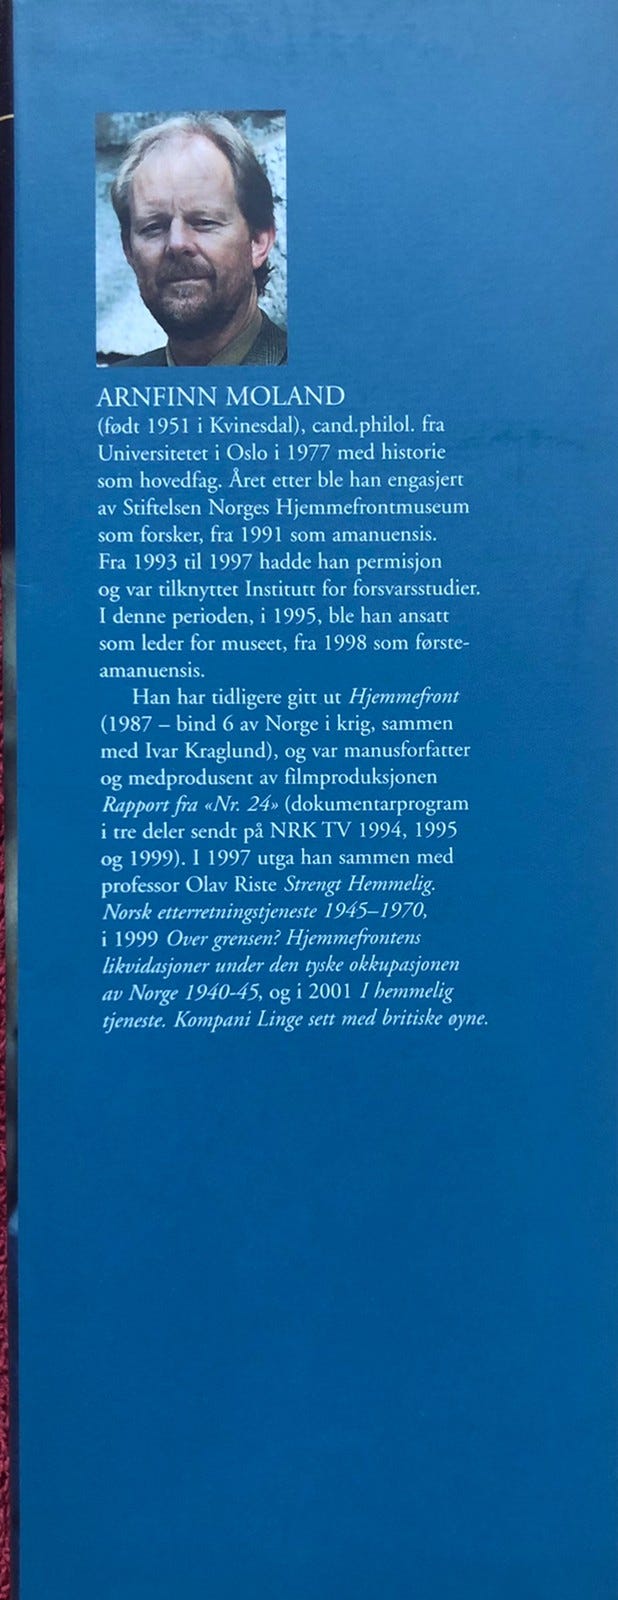 ARNFINN MOLAND
(født 1951 i Kvinesdal), cand.philol. fra
Universitetet i Oslo i 1977 med historie
som hovedfag. Året etter ble han engasjert
av Stiftelsen Norges Hjemmefrontmuseum
som forsker, fra 1991 som amanuensis.
Fra 1993 til 1997 hadde han permisjon
og var tilknyttet Institutt for forsvarsstudier.
I denne perioden, i 1995, ble han ansatt
som leder for museet, fra 1998 som første-
amanuensis.
Han har tidligere gitt ut Hjemmefront
(1987 – bind 6 av Norge i krig, sammen
med Ivar Kraglund), og var manusforfatter
og medprodusent av filmproduksjonen
Rapport fra «Nr. 24» (dokumentarprogram
i tre deler sendt på NRK TV 1994, 1995
og 1999). I 1997 utga han sammen med
professor Olav Riste Strengt Hemmelig.
Norsk etterretningstjeneste 1945–1970,
i 1999 Over grensen? Hjemmefrontens
likvidasjoner under den tyske okkupasjonen
av Norge 1940-45, og i 2001 I hemmelig
tjeneste. Kompani Linge sett med britiske øyne.